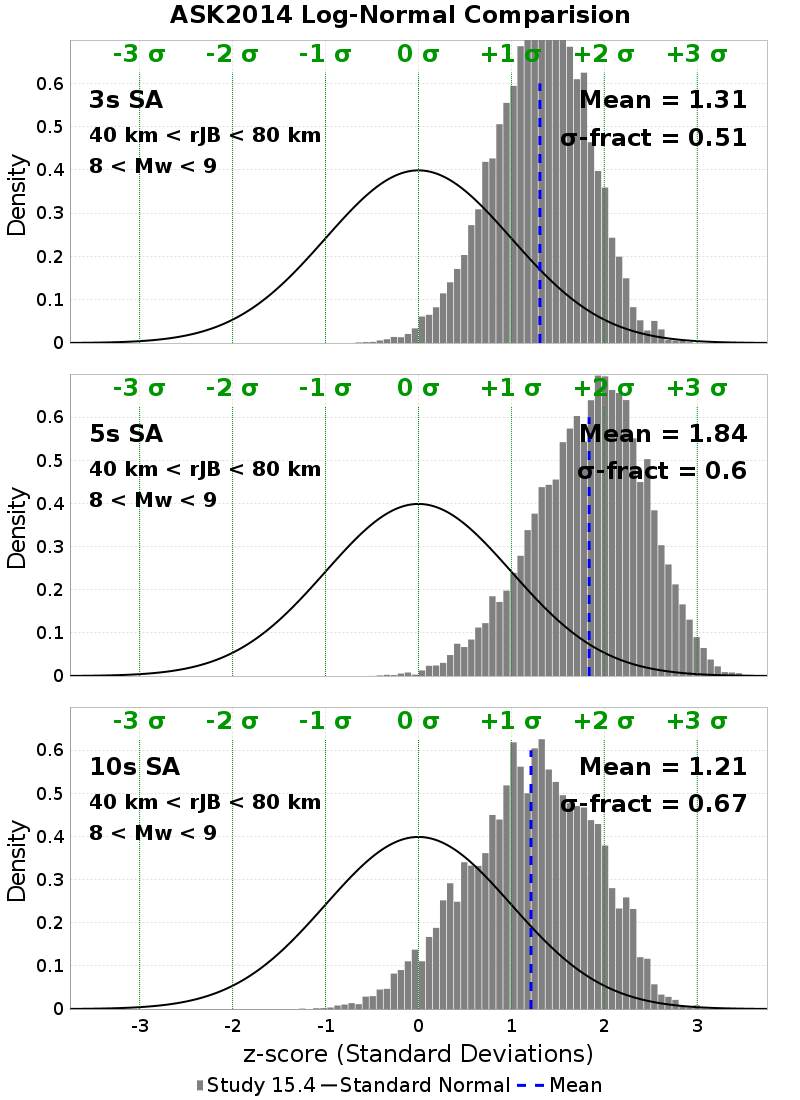 ASK2014 Log-Normal Comparision
-3 σ -2 σ -1 σ 0 σ +1 σ +2 σ +3 σ
3s SA
Mean = 1.31
40 km < rJB < 80 km
σ-fract = 0.51
8 < Mw < 9
Density
0.6
0.5
0.4
0.3
0.2
0.1
0
-3 σ -2 σ -1 σ 0 σ +1 σ +2 σ +3 σ
5s SA
Mean = 1.84
40 km < rJB < 80 km
σ-fract = 0.6
8 < Mw < 9
Density
0.6
0.5
0.4
0.3
0.2
0.1
0
-3 σ -2 σ -1 σ 0 σ +1 σ +2 σ +3 σ
10s SA
Mean = 1.21
40 km < rJB < 80 km
σ-fract = 0.67
8 < Mw < 9
Density
0.6
0.5
0.4
0.3
0.2
0.1
0
-3 -2 -1 0 1 2 3
z-score (Standard Deviations)
Study 15.4 Standard Normal Mean